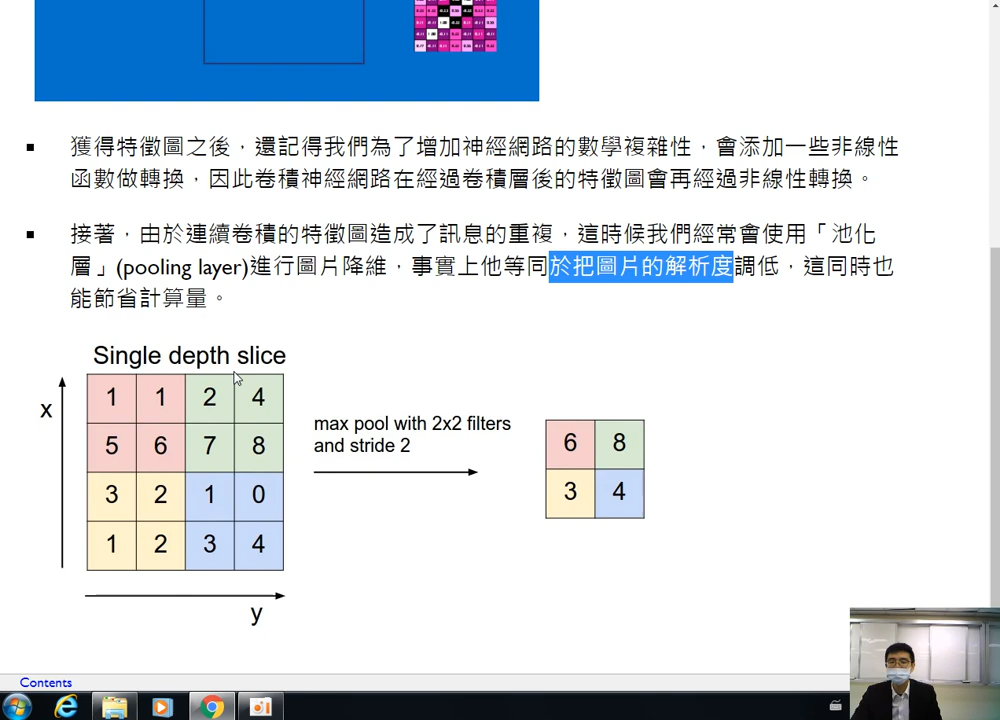 獲得特徵圖之後，還記得我們為了增加神經網路的數學複雜性，會添加一些非線性
函數做轉換，因此卷積神經網路在經過卷積層後的特徵圖會再經過非線性轉換。
接著，由於連續卷積的特徵圖造成了訊息的重複，這時候我們經常會使用「池化
層」(pooling layer)進行圖片降維，事實上他等同於把圖片的解析度調低，這同時也
能節省計算量。
Single depth slice
x
1 1 2 4
5 6 7 8
3 2 1 0
1 2 3 4
y
max pool with 2x2 filters
and stride 2
6 8
3 4
Contents